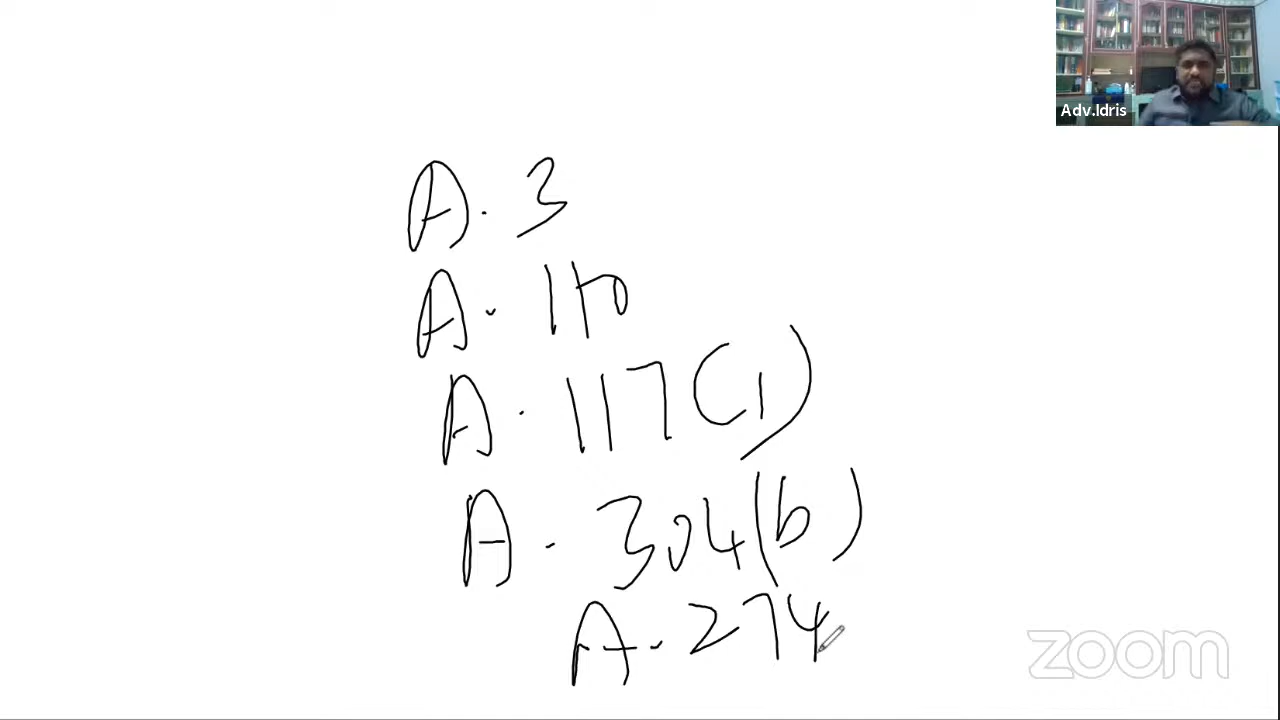 Adv.Idris
A. 3
A. 110
A. 117(1)
A. 304(b)
A. 274
zoom